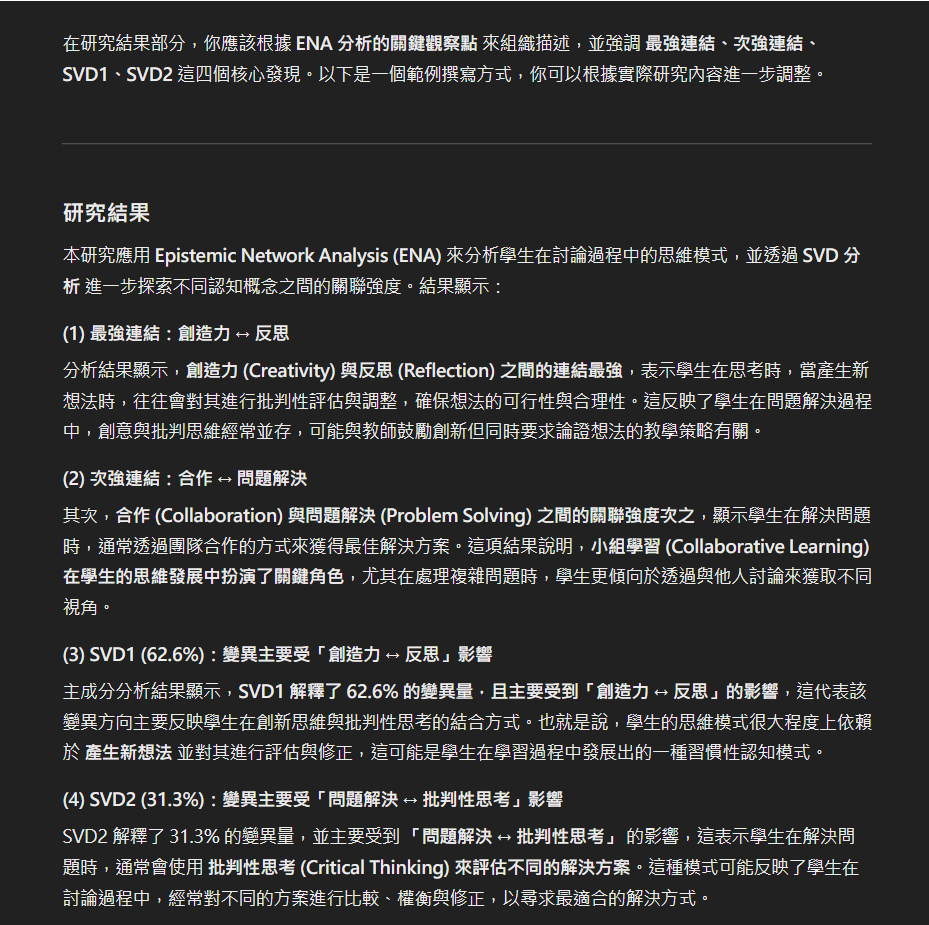 在研究結果部分，你應該根據 ENA 分析的關鍵觀察點 來組織描述，並強調 最強連結、次強連結、
SVD1、SVD2 這四個核心發現。以下是一個範例撰寫方式，你可以根據實際研究內容進一步調整。
研究結果
本研究應用 Epistemic Network Analysis (ENA) 來分析學生在討論過程中的思維模式，並透過 SVD 分
析 進一步探索不同認知概念之間的關聯強度。結果顯示：
(1) 最強連結：創造力 ↔ 反思
分析結果顯示，創造力 (Creativity) 與反思 (Reflection) 之間的連結最強，表示學生在思考時，當產生新
想法時，往往會對其進行批判性評估與調整，確保想法的可行性與合理性。這反映了學生在問題解決過程
中，創意與批判思維經常並存，可能與教師鼓勵創新但同時要求論證想法的教學策略有關。
(2) 次強連結：合作 ↔ 問題解決
其次，合作 (Collaboration) 與問題解決 (Problem Solving) 之間的關聯強度次之，顯示學生在解決問題
時，通常透過團隊合作的方式來獲得最佳解決方案。這項結果說明，小組學習 (Collaborative Learning)
在學生的思維發展中扮演了關鍵角色，尤其在處理複雜問題時，學生更傾向於透過與他人討論來獲取不同
視角。
(3) SVD1 (62.6%)：變異主要受「創造力 ↔ 反思」影響
主成分分析結果顯示，SVD1 解釋了 62.6% 的變異量，且主要受到「創造力 ↔ 反思」的影響，這代表該
變異方向主要反映學生在創新思維與批判性思考的結合方式。也就是說，學生的思維模式很大程度上依賴
於 產生新想法 並對其進行評估與修正，這可能是學生在學習過程中發展出的一種習慣性認知模式。
(4) SVD2 (31.3%)：變異主要受「問題解決 ↔ 批判性思考」影響
SVD2 解釋了 31.3% 的變異量，並主要受到 「問題解決 ↔ 批判性思考」 的影響，這表示學生在解決問
題時，通常會使用 批判性思考 (Critical Thinking) 來評估不同的解決方案。這種模式可能反映了學生在
討論過程中，經常對不同的方案進行比較、權衡與修正，以尋求最適合的解決方式。